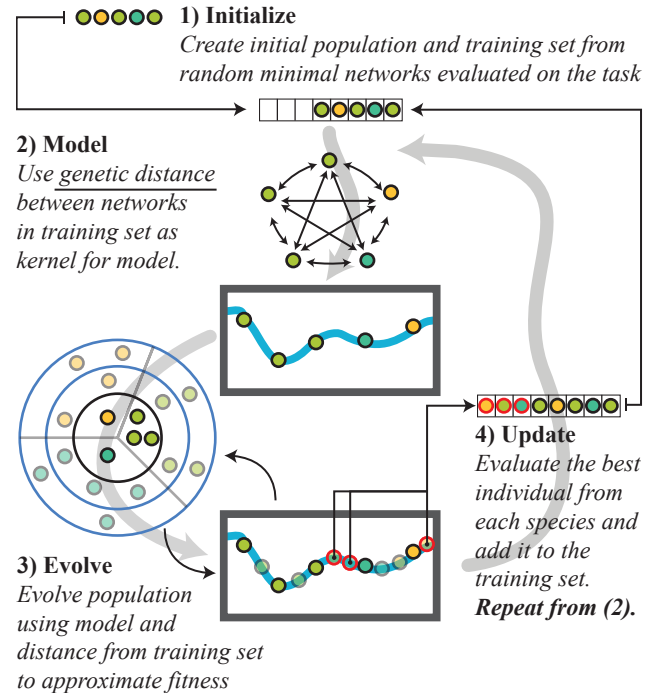 1) Initialize
Create initial population and training set from
random minimal networks evaluated on the task
2) Model
Use genetic distance
between networks
in training set as
kernel for model.
3) Evolve
Evolve population
using model and
distance from training set
to approximate fitness
4) Update
Evaluate the best
individual from
each species and
add it to the
training set.
Repeat from (2).